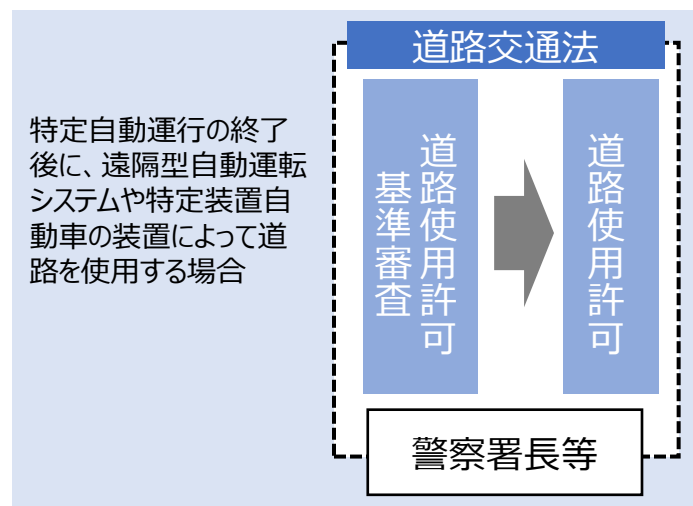 道路交通法
特定自動運行の終了
後に、遠隔型自動運転
システムや特定装置自
動車の装置によって道
路を使用する場合
道路使用許可
基準審査
道路使用許可
警察署長等